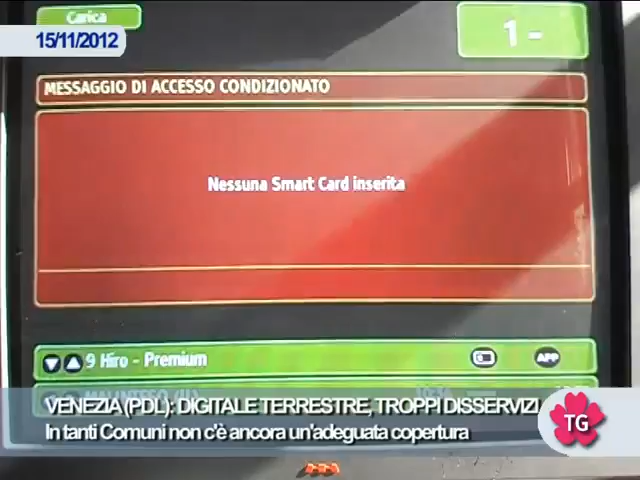 Carica
15/11/2012
1 -
MESSAGGIO DI ACCESSO CONDIZIONATO
Nessuna Smart Card inserita
9 Hiro - Premium
APP
VENEZIA (PDL): DIGITALE TERRESTRE, TROPPI DISSERVIZI
In tanti Comuni non c'è ancora un'adeguata copertura
TG